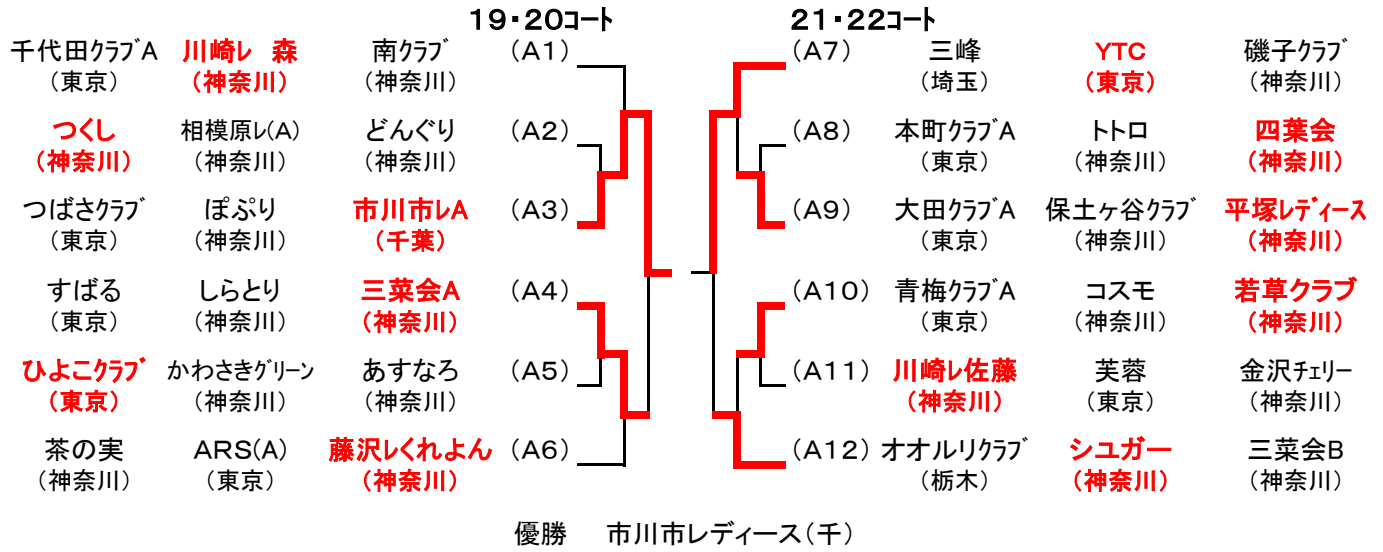 19・20コート 21・22コート
千代田クラブA 川崎レ 森 南クラブ (A1) (A7) 三峰 YTC 磯子クラブ
(東京) (神奈川) (神奈川) (埼玉) (東京) (神奈川)
つくし 相模原レ(A) どんぐり (A2) (A8) 本町クラブA トトロ 四葉会
(神奈川) (神奈川) (神奈川) (東京) (神奈川) (神奈川)
つばさクラブ ぽぷり 市川市レA (A3) (A9) 大田クラブA 保土ヶ谷クラブ 平塚レディース
(東京) (神奈川) (千葉) (東京) (神奈川) (神奈川)
すばる しらとり 三菜会A (A4) (A10) 青梅クラブA コスモ 若草クラブ
(東京) (神奈川) (神奈川) (東京) (神奈川) (神奈川)
ひよこクラブ かわさきグリーン あすなろ (A5) (A11) 川崎レ佐藤 芙蓉 金沢チェリー
(東京) (神奈川) (神奈川) (神奈川) (東京) (神奈川)
茶の実 ARS(A) 藤沢レくれよん (A6) (A12) オオルリクラブ シユガー 三菜会B
(神奈川) (東京) (神奈川) (栃木) (神奈川) (神奈川)
優勝 市川市レディース(千)